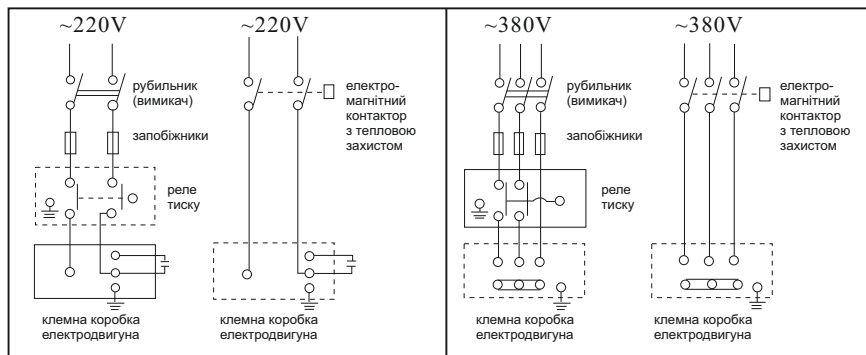 ~220V
~220V
рубильник
(вимикач)
електро-
магнітний
контактор
з тепловою
захистом
запобіжники
реле
тиску
клемна коробка
електродвигуна
клемна коробка
електродвигуна
~380V
~380V
рубильник
(вимикач)
електро-
магнітний
контактор
з тепловою
захистом
запобіжники
реле
тиску
клемна коробка
електродвигуна
клемна коробка
електродвигуна